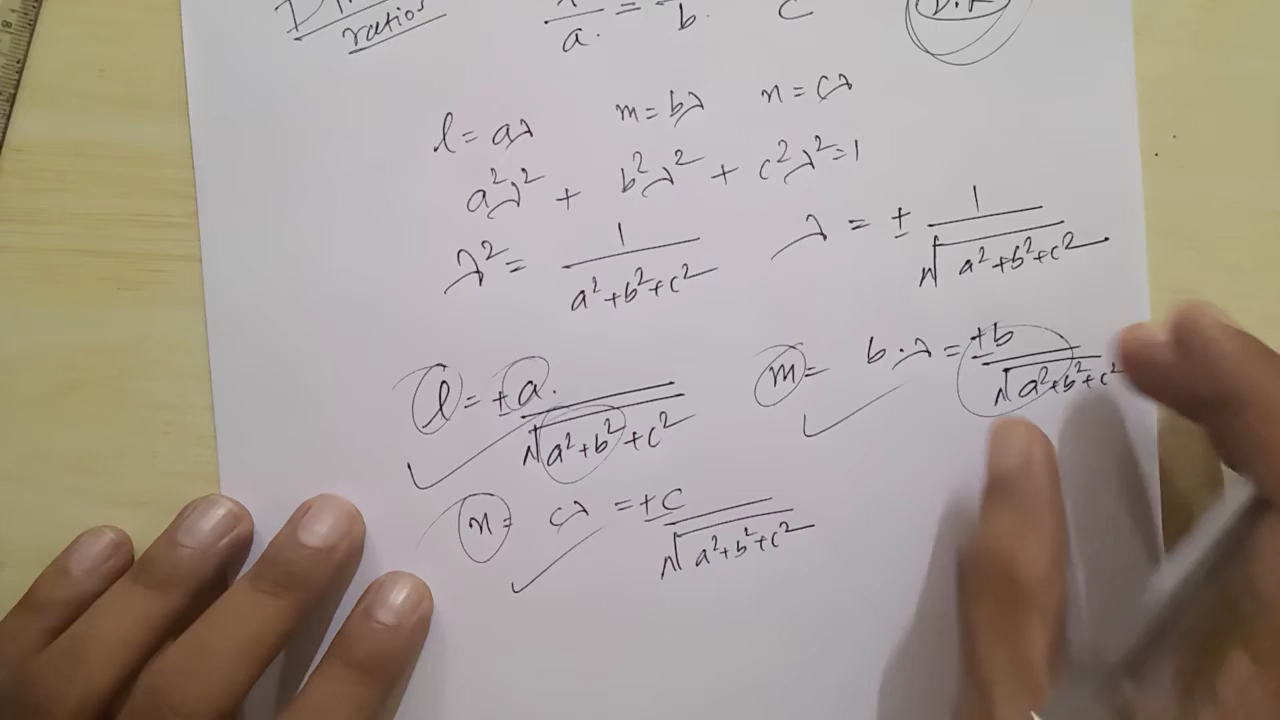 ratios
a. = b. c
l = aλ m = bλ n = cλ
a²λ² + b²λ² + c²λ² = 1
λ² = 1 / a²+b²+c² λ = ± 1 / √a²+b²+c²
l = ±a. / √a²+b²+c² m = b.λ = ±b / √a²+b²+c²
n = cλ = ±c / √a²+b²+c²